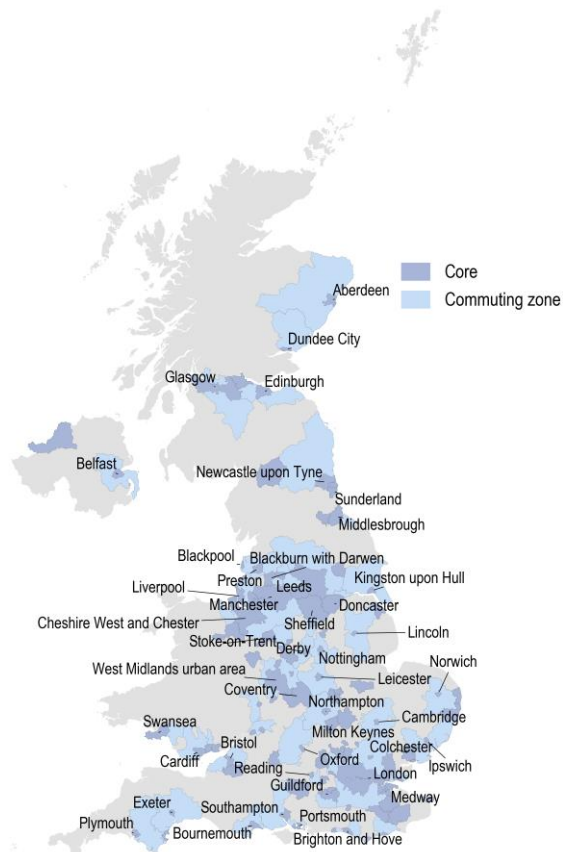 Core
Aberdeen
Commuting zone
Dundee City
Glasgow
Edinburgh
Belfast
Newcastle upon Tyne
Sunderland
Middlesbrough
Blackpool
Blackburn with Darwen
Preston
Kingston upon Hull
Liverpool
Leeds
Manchester
Doncaster
Cheshire West and Chester
Sheffield
Lincoln
Stoke-on-Trent
Derby
Nottingham
Norwich
West Midlands urban area
Leicester
Coventry
Northampton
Cambridge
Swansea
Milton Keynes
Bristol
Colchester
Cardiff
Oxford
Ipswich
Reading
London
Guildford
Medway
Exeter
Southampton
Portsmouth
Plymouth
Bournemouth
Brighton and Hove